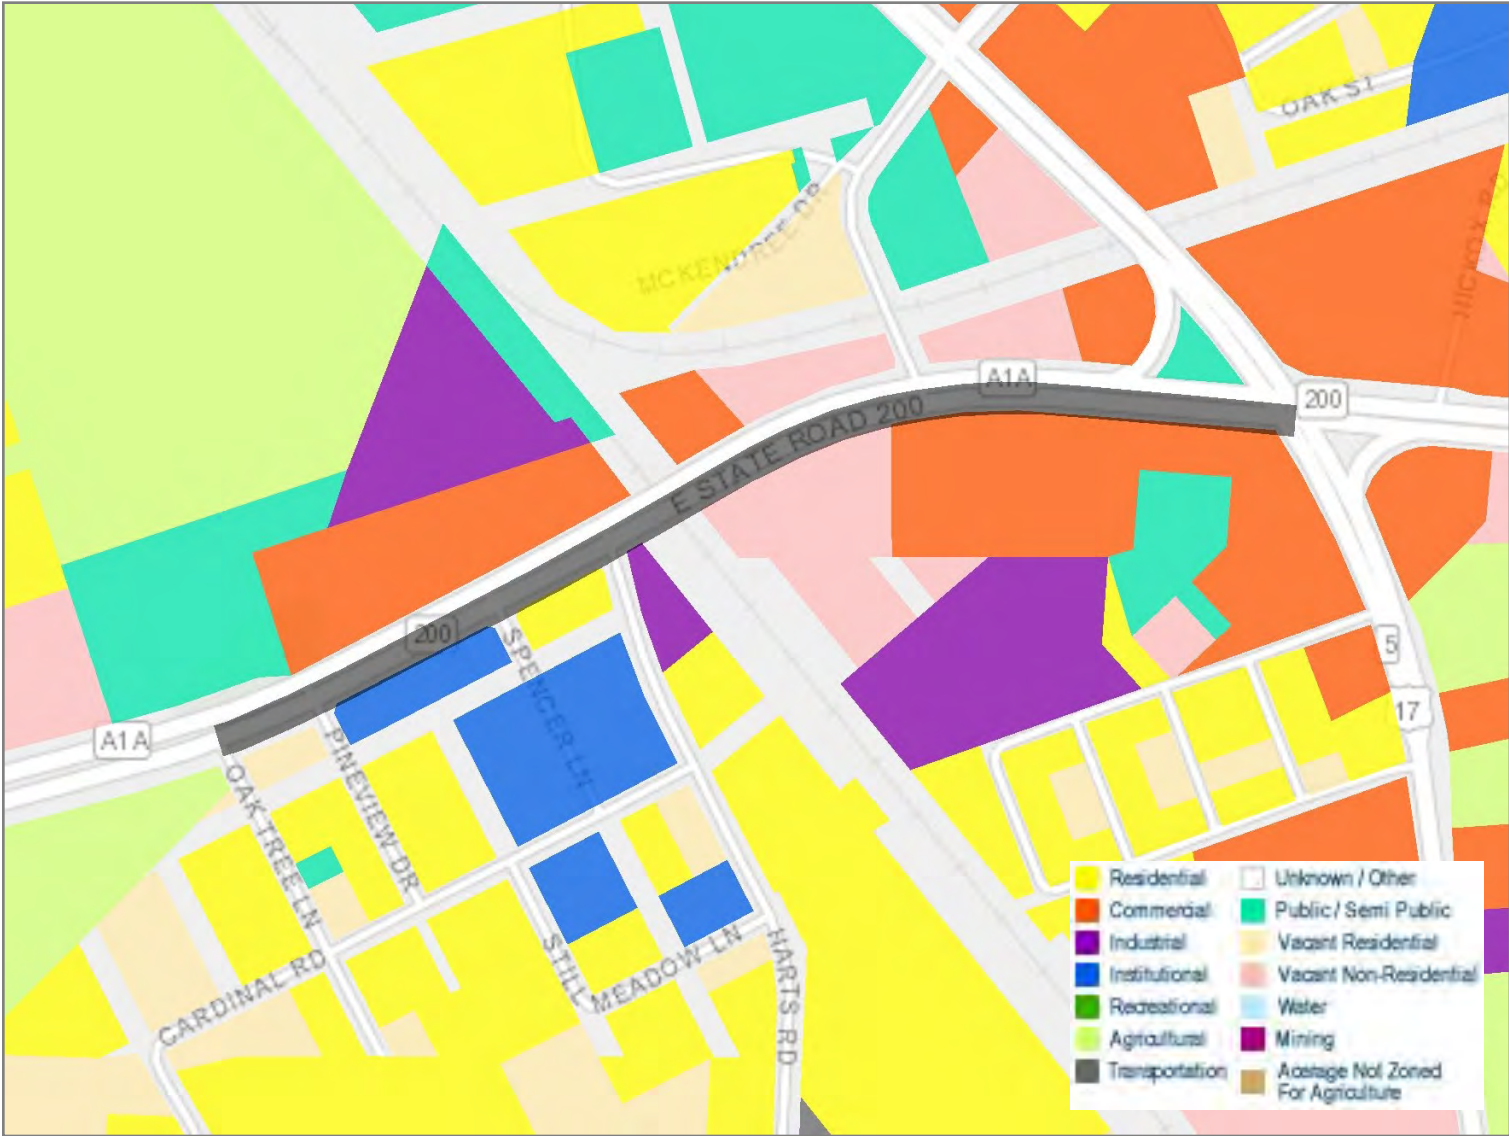 OAK ST
MCKENDREE DR
HICKOX RD
A1A
200
E STATE ROAD 200
200
5
17
A1A
SPENCER LN
PINEVIEW DR
OAK TREE LN
CARDINAL RD
STILL
MEADOW LN
HARTS RD
Residential
Commercial
Industrial
Institutional
Recreational
Agricultural
Transportation
Unknown / Other
Public / Semi Public
Vacant Residential
Vacant Non-Residential
Water
Mining
Acreage Not Zoned
For Agriculture